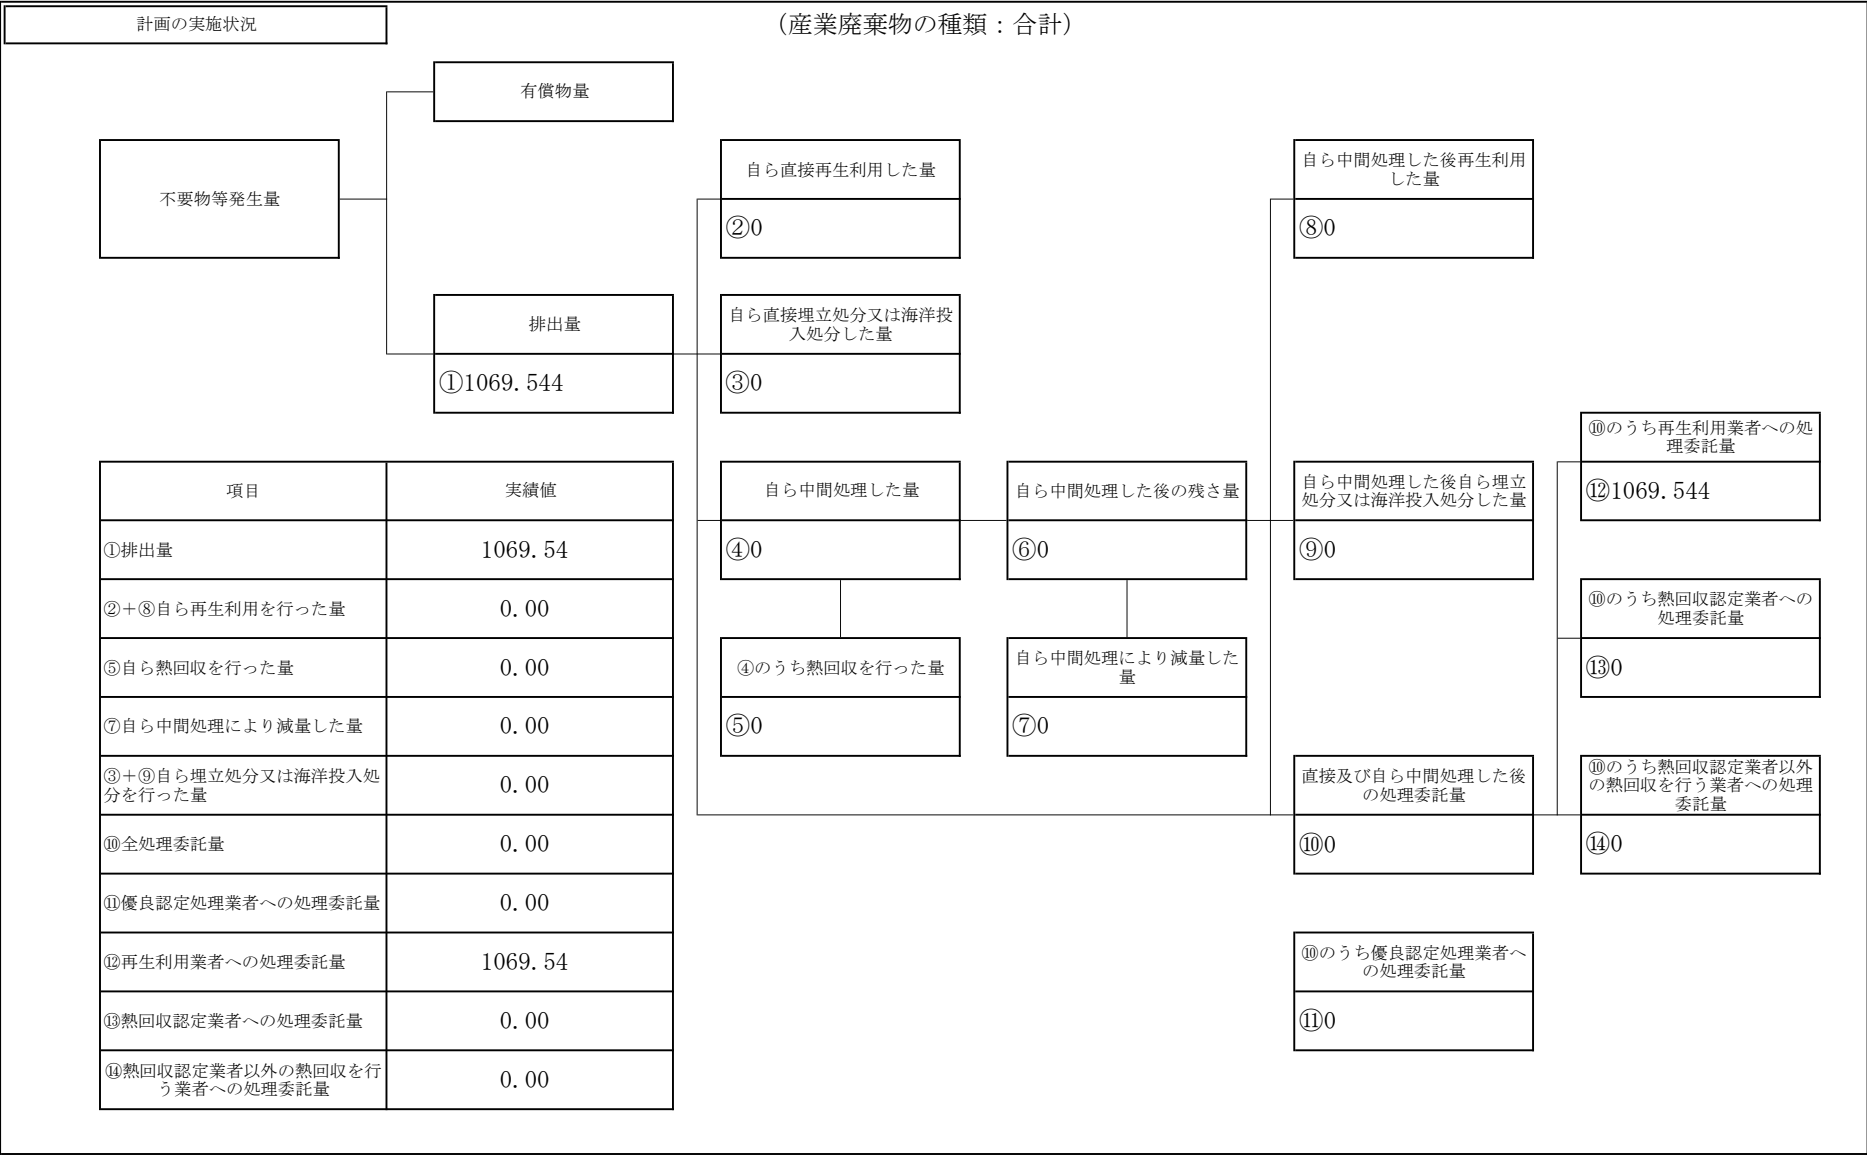 計画の実施状況
(産業廃棄物の種類：合計)
有償物量
不要物等発生量
自ら直接再生利用した量
②0
自ら中間処理した後再生利用
した量
⑧0
排出量
①1069.544
自ら直接埋立処分又は海洋投
入処分した量
③0
⑩のうち再生利用業者への処
理委託量
⑫1069.544
自ら中間処理した量
④0
自ら中間処理した後の残さ量
⑥0
自ら中間処理した後自ら埋立
処分又は海洋投入処分した量
⑨0
⑩のうち熱回収認定業者への
処理委託量
⑬0
④のうち熱回収を行った量
⑤0
自ら中間処理により減量した
量
⑦0
直接及び自ら中間処理した後
の処理委託量
⑩0
⑩のうち熱回収認定業者以外
の熱回収を行う業者への処理
委託量
⑭0
⑩のうち優良認定処理業者へ
の処理委託量
⑪0
項目 実績値
①排出量 1069.54
②＋⑧自ら再生利用を行った量 0.00
⑤自ら熱回収を行った量 0.00
⑦自ら中間処理により減量した量 0.00
③＋⑨自ら埋立処分又は海洋投入処
分を行った量 0.00
⑩全処理委託量 0.00
⑪優良認定処理業者への処理委託量 0.00
⑫再生利用業者への処理委託量 1069.54
⑬熱回収認定業者への処理委託量 0.00
⑭熱回収認定業者以外の熱回収を行
う業者への処理委託量 0.00